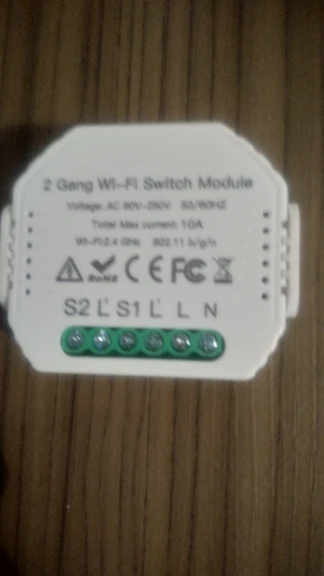 2 Gang Wi-Fi Switch Module
Voltage: AC 90V-250V 50/60HZ
Total Max current: 10A
Wi-Fi:2.4 GHz 802.11 b/g/n
RoHS CE FC
S2 L' S1 L' L N